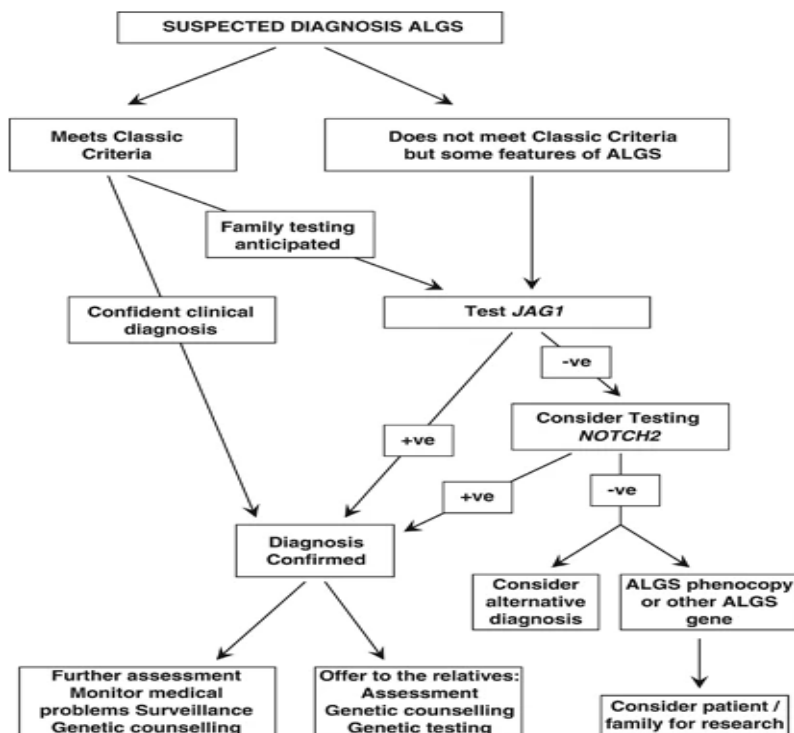 SUSPECTED DIAGNOSIS ALGS
Meets Classic
Criteria
Does not meet Classic Criteria
but some features of ALGS
Family testing
anticipated
Confident clinical
diagnosis
Test JAG1
-ve
Consider Testing
NOTCH2
+ve
+ve
-ve
Diagnosis
Confirmed
Consider
alternative
diagnosis
ALGS phenocopy
or other ALGS
gene
Further assessment
Monitor medical
problems Surveillance
Genetic counselling
Offer to the relatives:
Assessment
Genetic counselling
Genetic testing
Consider patient /
family for research